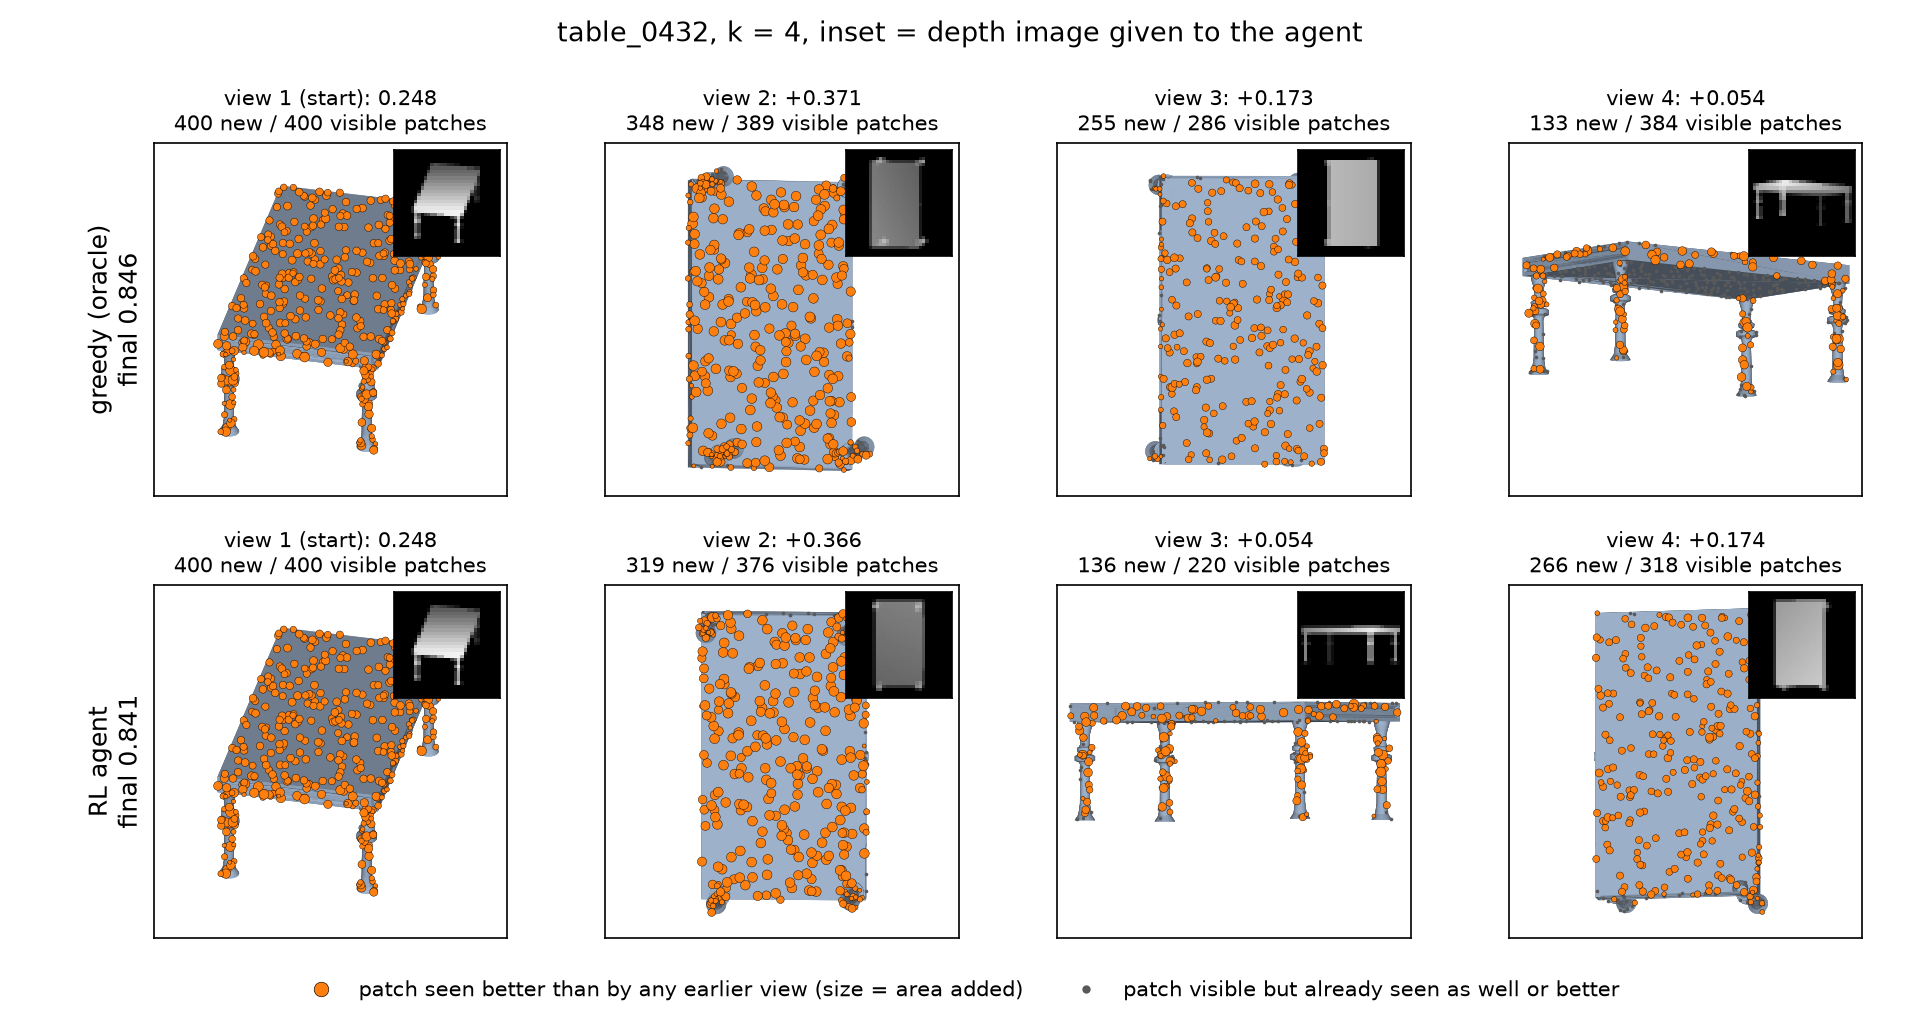 table_0432, k = 4, inset = depth image given to the agent
greedy (oracle)
final 0.846
view 1 (start): 0.248
400 new / 400 visible patches
view 2: +0.371
348 new / 389 visible patches
view 3: +0.173
255 new / 286 visible patches
view 4: +0.054
133 new / 384 visible patches
RL agent
final 0.841
view 1 (start): 0.248
400 new / 400 visible patches
view 2: +0.366
319 new / 376 visible patches
view 3: +0.054
136 new / 220 visible patches
view 4: +0.174
266 new / 318 visible patches
patch seen better than by any earlier view (size = area added)
patch visible but already seen as well or better